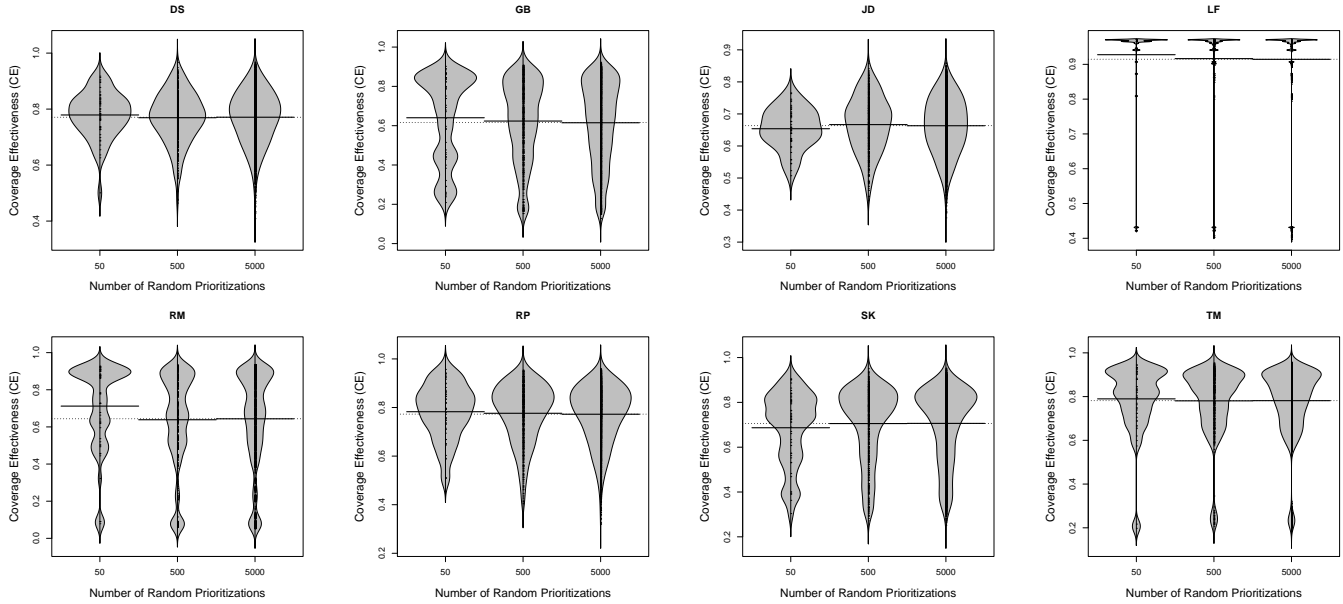 DS
Coverage Effectiveness (CE)
0.4 0.6 0.8 1.0
50 500 5000
Number of Random Prioritizations
GB
Coverage Effectiveness (CE)
0.0 0.2 0.4 0.6 0.8 1.0
50 500 5000
Number of Random Prioritizations
JD
Coverage Effectiveness (CE)
0.3 0.4 0.5 0.6 0.7 0.8 0.9
50 500 5000
Number of Random Prioritizations
LF
Coverage Effectiveness (CE)
0.4 0.5 0.6 0.7 0.8 0.9
50 500 5000
Number of Random Prioritizations
RM
Coverage Effectiveness (CE)
0.0 0.2 0.4 0.6 0.8 1.0
50 500 5000
Number of Random Prioritizations
RP
Coverage Effectiveness (CE)
0.2 0.4 0.6 0.8 1.0
50 500 5000
Number of Random Prioritizations
SK
Coverage Effectiveness (CE)
0.2 0.4 0.6 0.8 1.0
50 500 5000
Number of Random Prioritizations
TM
Coverage Effectiveness (CE)
0.2 0.4 0.6 0.8 1.0
50 500 5000
Number of Random Prioritizations